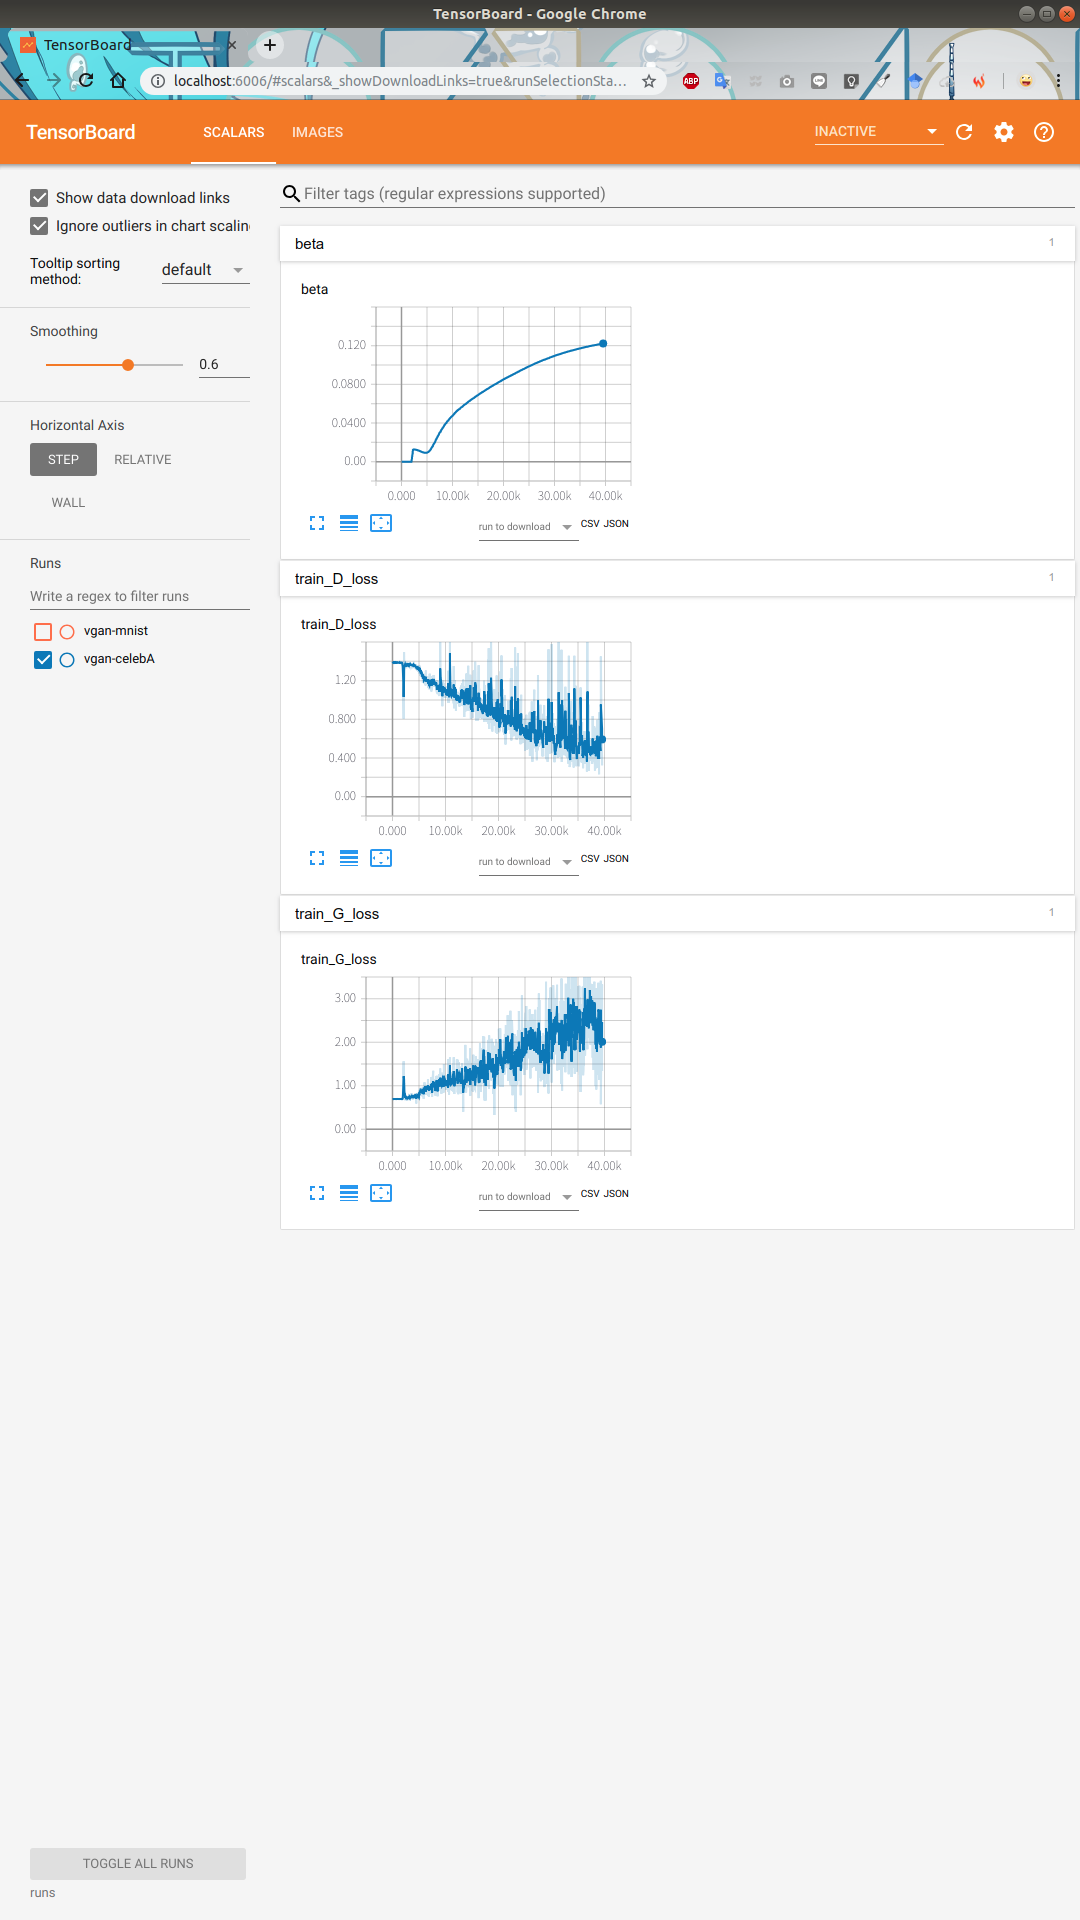 TensorBoard - Google Chrome
TensorBoard
localhost:6006/#scalars&_showDownloadLinks=true&runSelectionSta...
ABP
TensorBoard SCALARS IMAGES INACTIVE
Show data download links
Ignore outliers in chart scalin
Tooltip sorting
method:
default
Smoothing
0.6
Horizontal Axis
STEP RELATIVE
WALL
Runs
Write a regex to filter runs
vgan-mnist
vgan-celebA
TOGGLE ALL RUNS
runs
Filter tags (regular expressions supported)
beta 1
beta
0.120
0.0800
0.0400
0.00
0.000 10.00k 20.00k 30.00k 40.00k
run to download CSV JSON
train_D_loss 1
train_D_loss
1.20
0.800
0.400
0.00
0.000 10.00k 20.00k 30.00k 40.00k
run to download CSV JSON
train_G_loss 1
train_G_loss
3.00
2.00
1.00
0.00
0.000 10.00k 20.00k 30.00k 40.00k
run to download CSV JSON